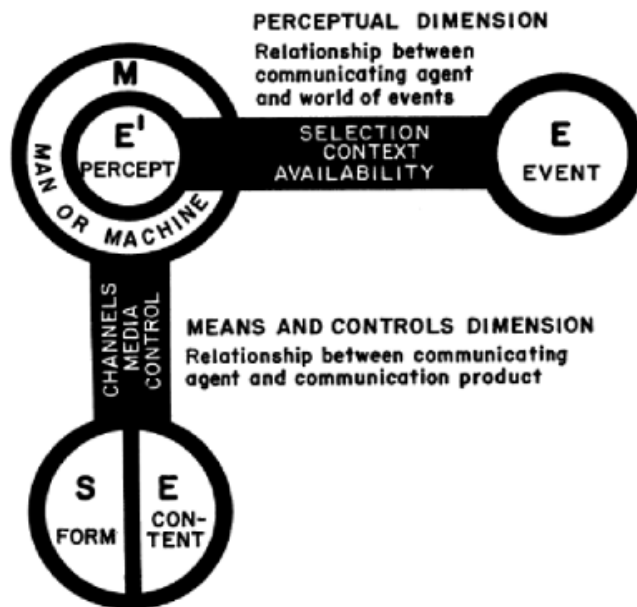 PERCEPTUAL DIMENSION
Relationship between
communicating agent
and world of events
M
E'
PERCEPT
MAN OR MACHINE
SELECTION
CONTEXT
AVAILABILITY
E
EVENT
CHANNELS
MEDIA
CONTROL
MEANS AND CONTROLS DIMENSION
Relationship between communicating
agent and communication product
S
FORM
E
CON-
TENT